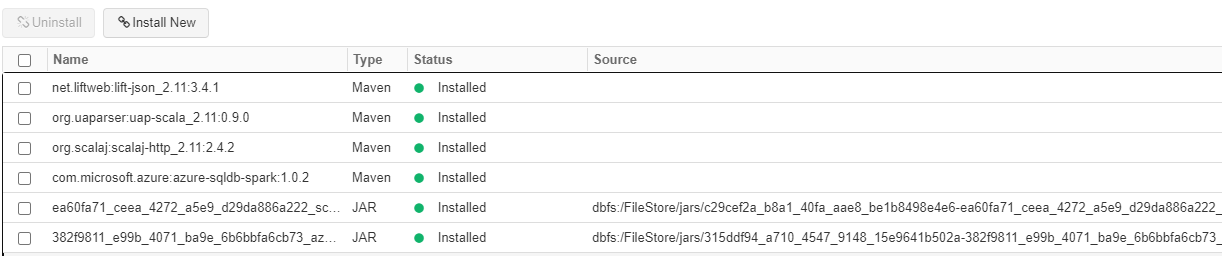 Uninstall Install New
Name Type Status Source
net.liftweb:lift-json_2.11:3.4.1 Maven Installed
org.uaparser:uap-scala_2.11:0.9.0 Maven Installed
org.scalaj:scalaj-http_2.11:2.4.2 Maven Installed
com.microsoft.azure:azure-sqldb-spark:1.0.2 Maven Installed
ea60fa71_ceea_4272_a5e9_d29da886a222_sc... JAR Installed dbfs:/FileStore/jars/c29cef2a_b8a1_40fa_aae8_be1b8498e4e6-ea60fa71_ceea_4272_a5e9_d29da886a222_
382f9811_e99b_4071_ba9e_6b6bbfa6cb73_az... JAR Installed dbfs:/FileStore/jars/315ddf94_a710_4547_9148_15e9641b502a-382f9811_e99b_4071_ba9e_6b6bbfa6cb73_